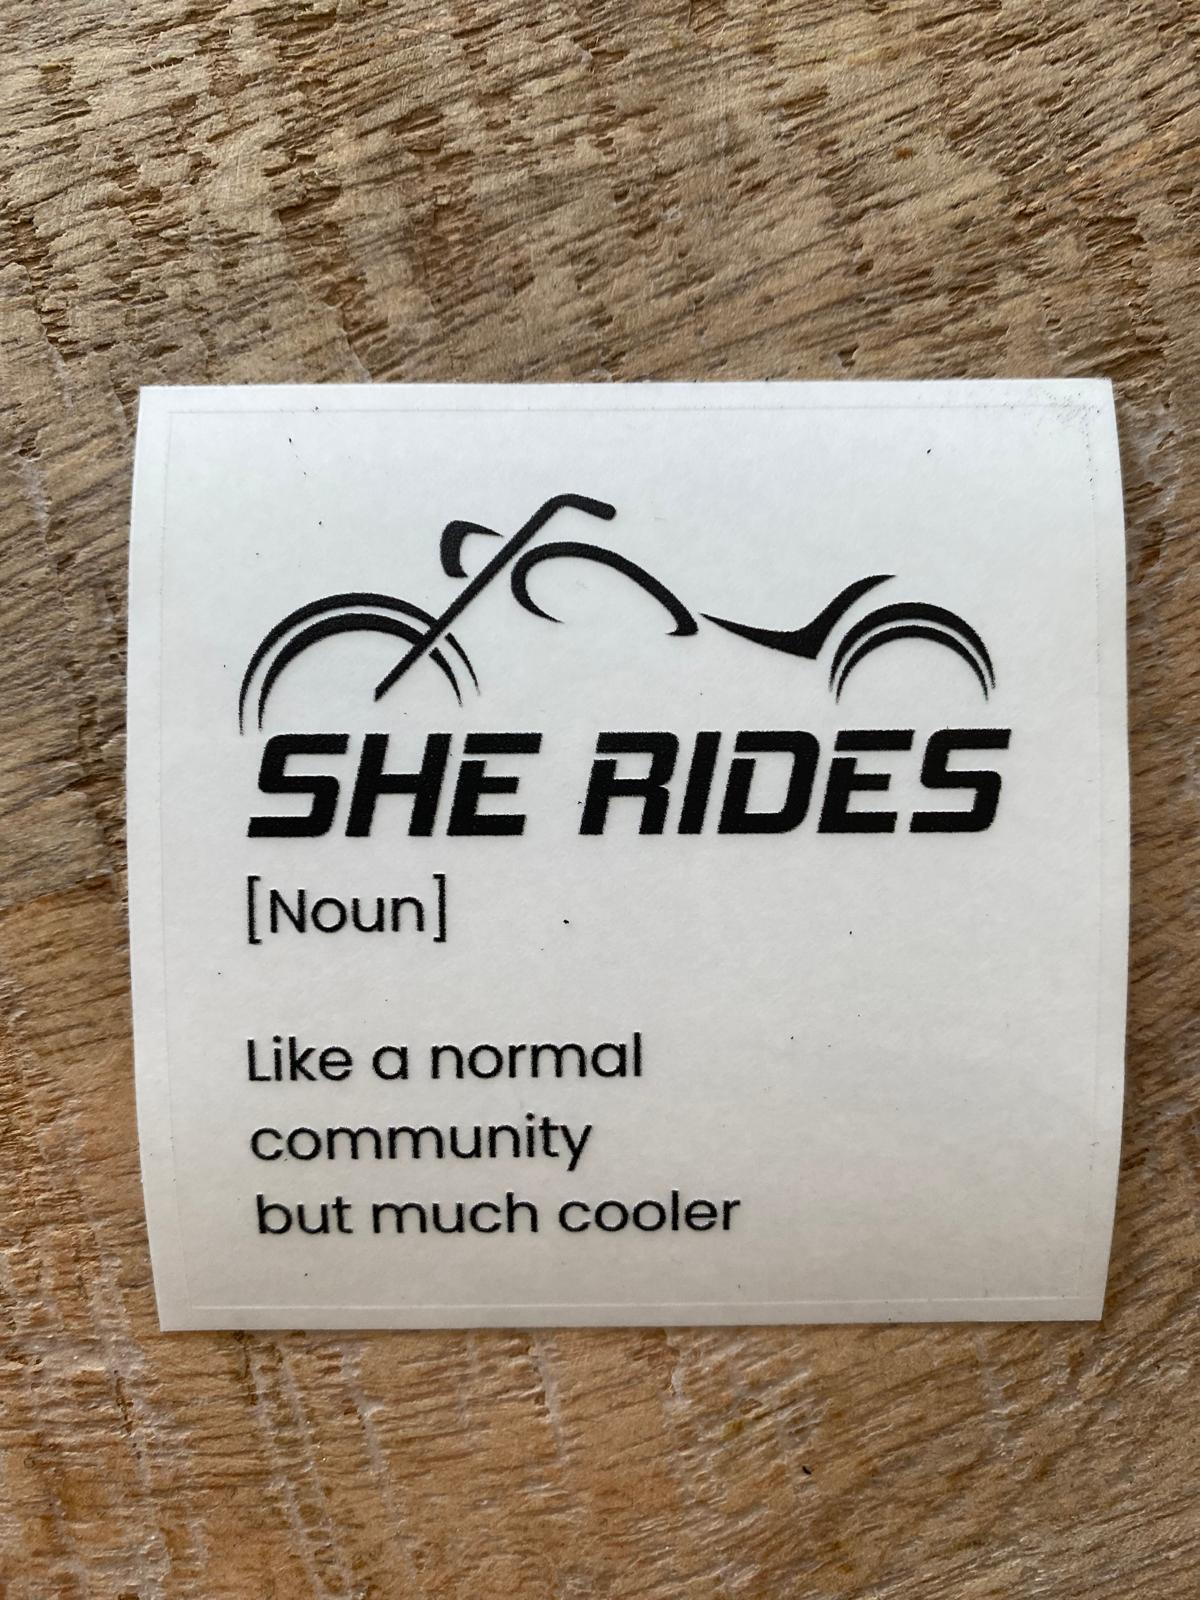 SHE RIDES
[Noun]
Like a normal
community
but much cooler